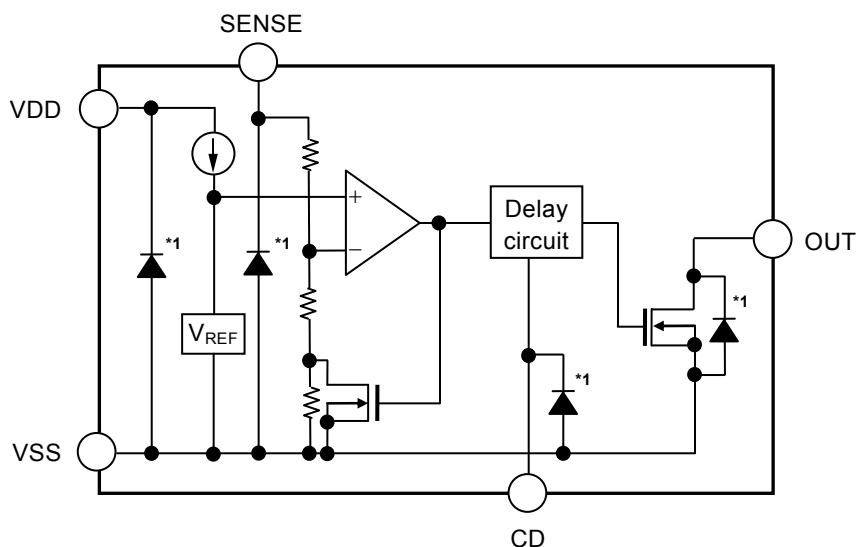 SENSE
VDD
*1
*1
+
−
Delay
circuit
OUT
*1
VREF
*1
VSS
CD